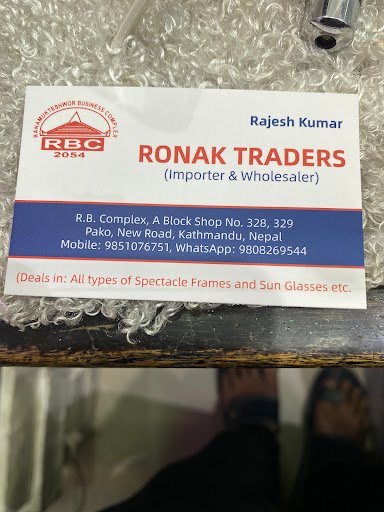 RANAMUKTESHWOR BUSINESS COMPLEX
RBC
2054
Rajesh Kumar
RONAK TRADERS
(Importer & Wholesaler)
R.B. Complex, A Block Shop No. 328, 329
Pako, New Road, Kathmandu, Nepal
Mobile: 9851076751, WhatsApp: 9808269544
(Deals in: All types of Spectacle Frames and Sun Glasses etc.